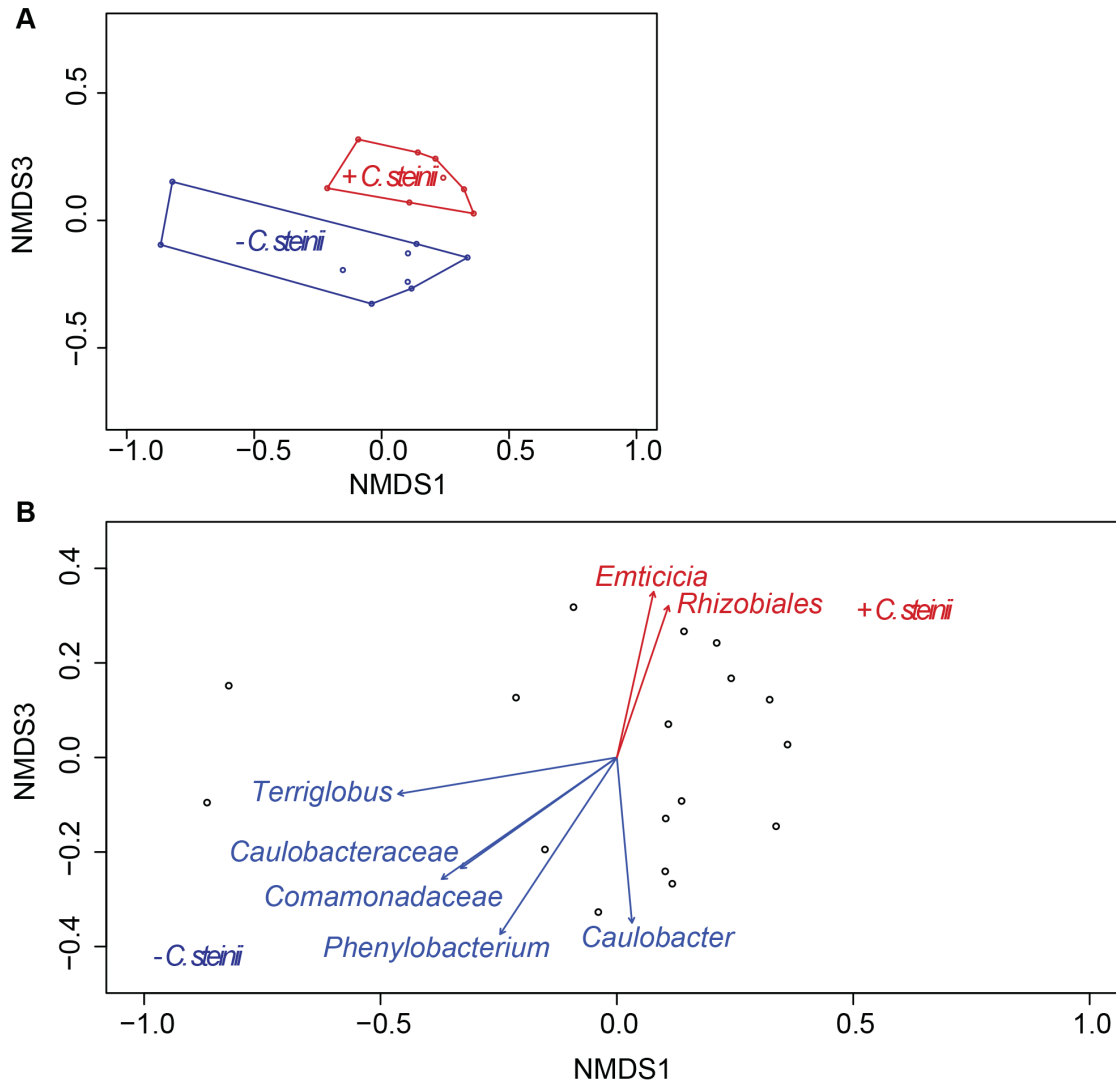 A
0.5
0.0
−0.5
NMDS3
+ C. steinii
- C. steinii
−1.0 −0.5 0.0 0.5 1.0
NMDS1
B
0.4
0.2
0.0
−0.2
−0.4
NMDS3
Emticicia
Rhizobiales
+ C. steinii
Terriglobus
Caulobacteraceae
Comamonadaceae
Phenylobacterium
Caulobacter
- C. steinii
−1.0 −0.5 0.0 0.5 1.0
NMDS1